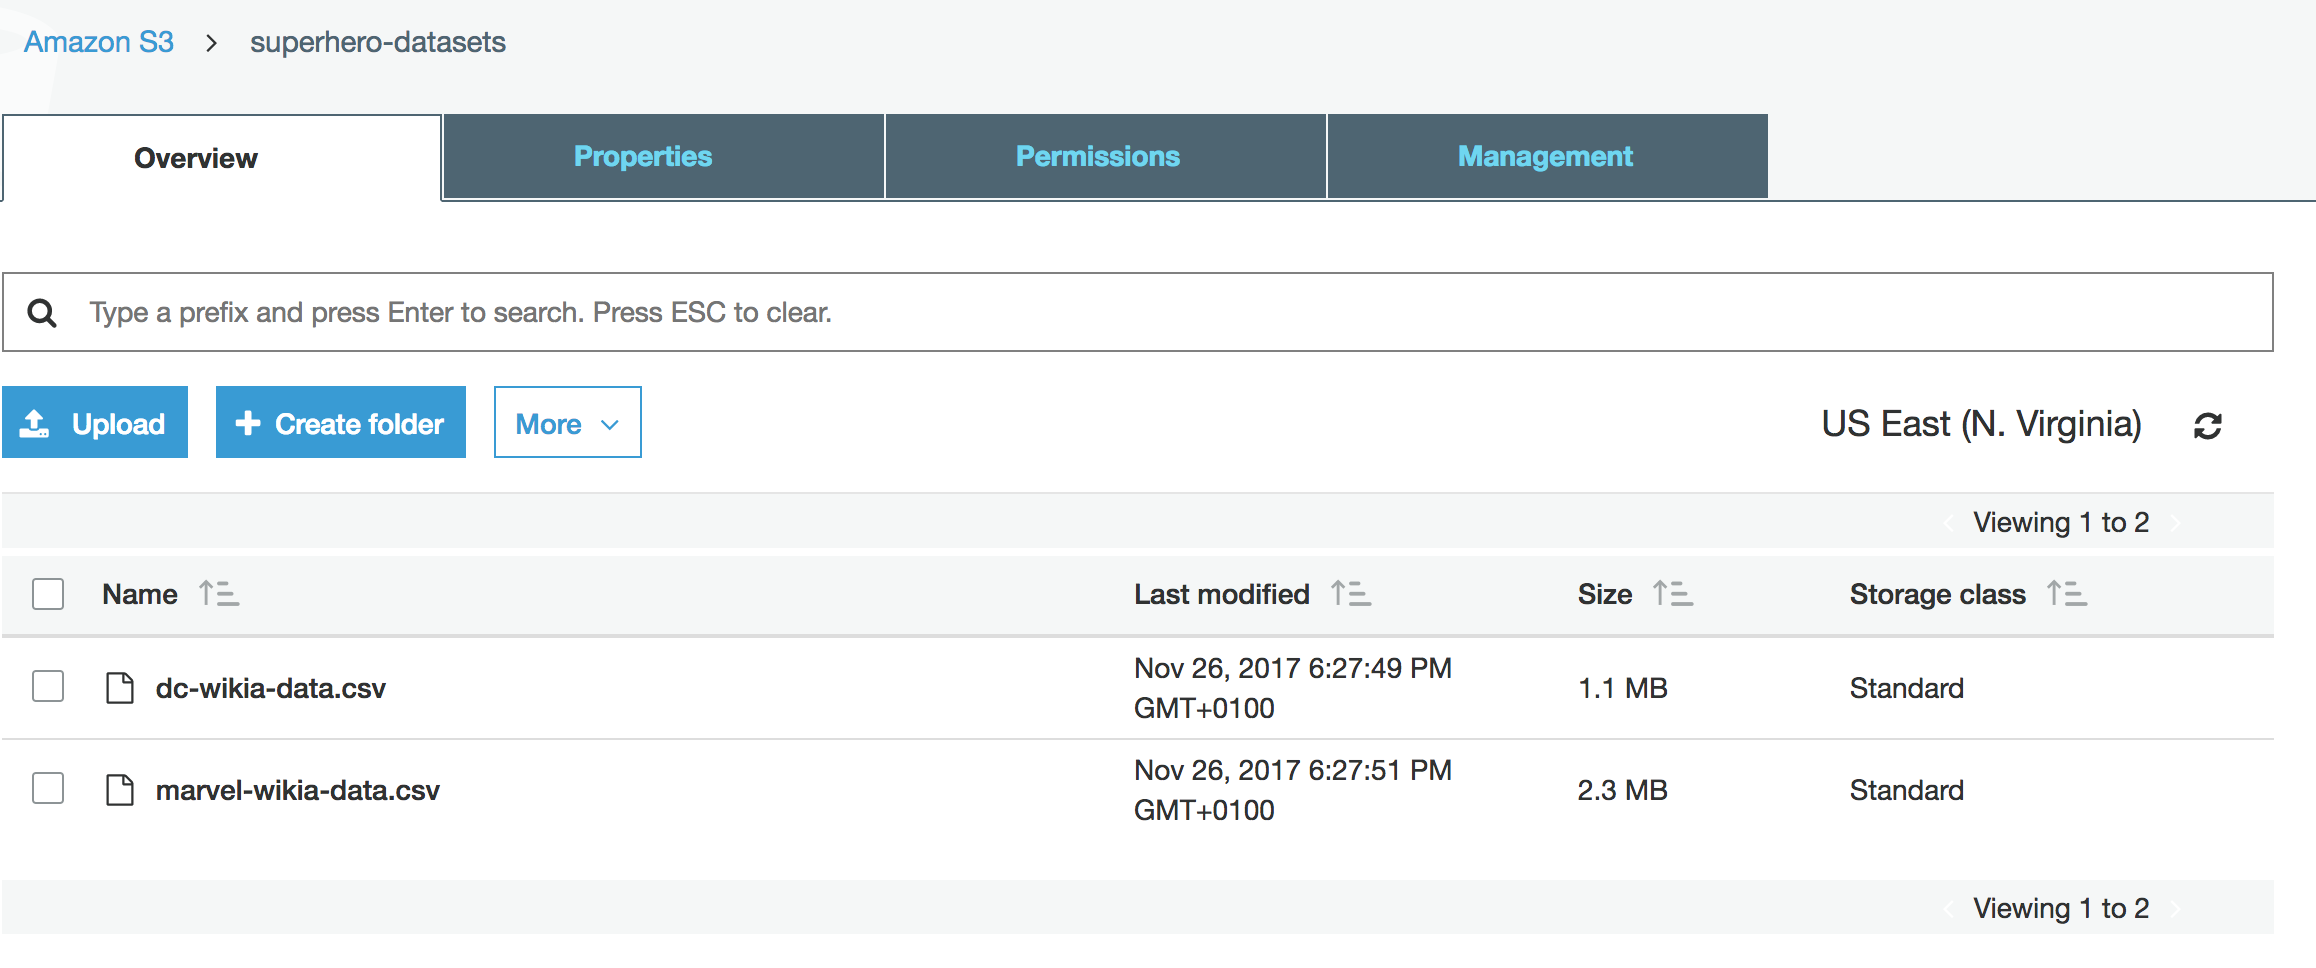 Amazon S3 > superhero-datasets
Overview Properties Permissions Management
Type a prefix and press Enter to search. Press ESC to clear.
Upload Create folder More US East (N. Virginia)
Viewing 1 to 2
Name Last modified Size Storage class
dc-wikia-data.csv Nov 26, 2017 6:27:49 PM GMT+0100 1.1 MB Standard
marvel-wikia-data.csv Nov 26, 2017 6:27:51 PM GMT+0100 2.3 MB Standard
Viewing 1 to 2